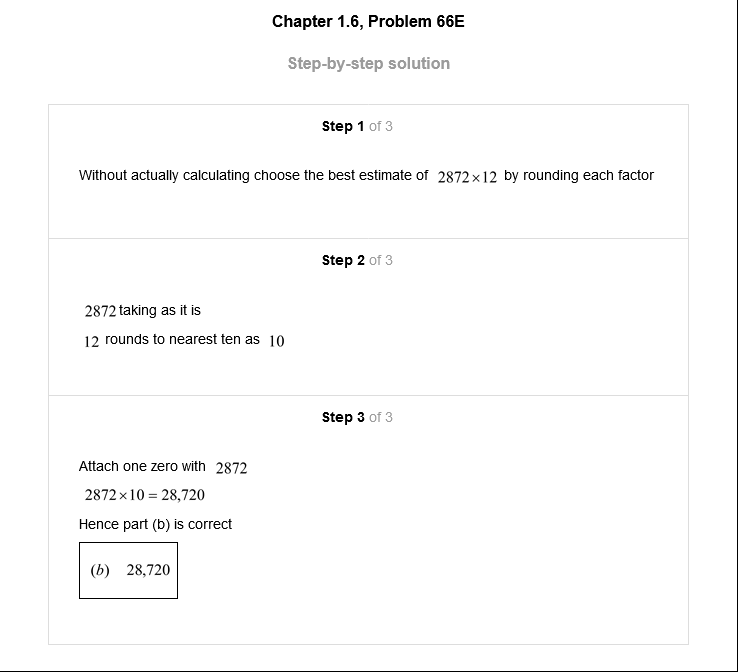 Chapter 1.6, Problem 66E
Step-by-step solution
Step 1 of 3
Without actually calculating choose the best estimate of 2872×12 by rounding each factor
Step 2 of 3
2872 taking as it is
12 rounds to nearest ten as 10
Step 3 of 3
Attach one zero with 2872
2872×10 = 28,720
Hence part (b) is correct
(b) 28,720